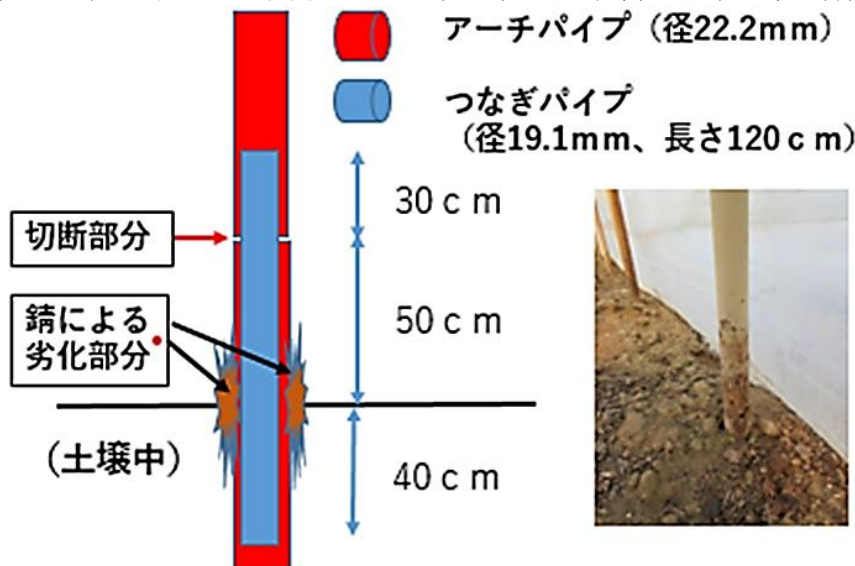 アーチパイプ（径22.2mm）
つなぎパイプ
（径19.1mm、長さ120ｃｍ）
30ｃｍ
切断部分
50ｃｍ
錆による
劣化部分
（土壌中）
40ｃｍ